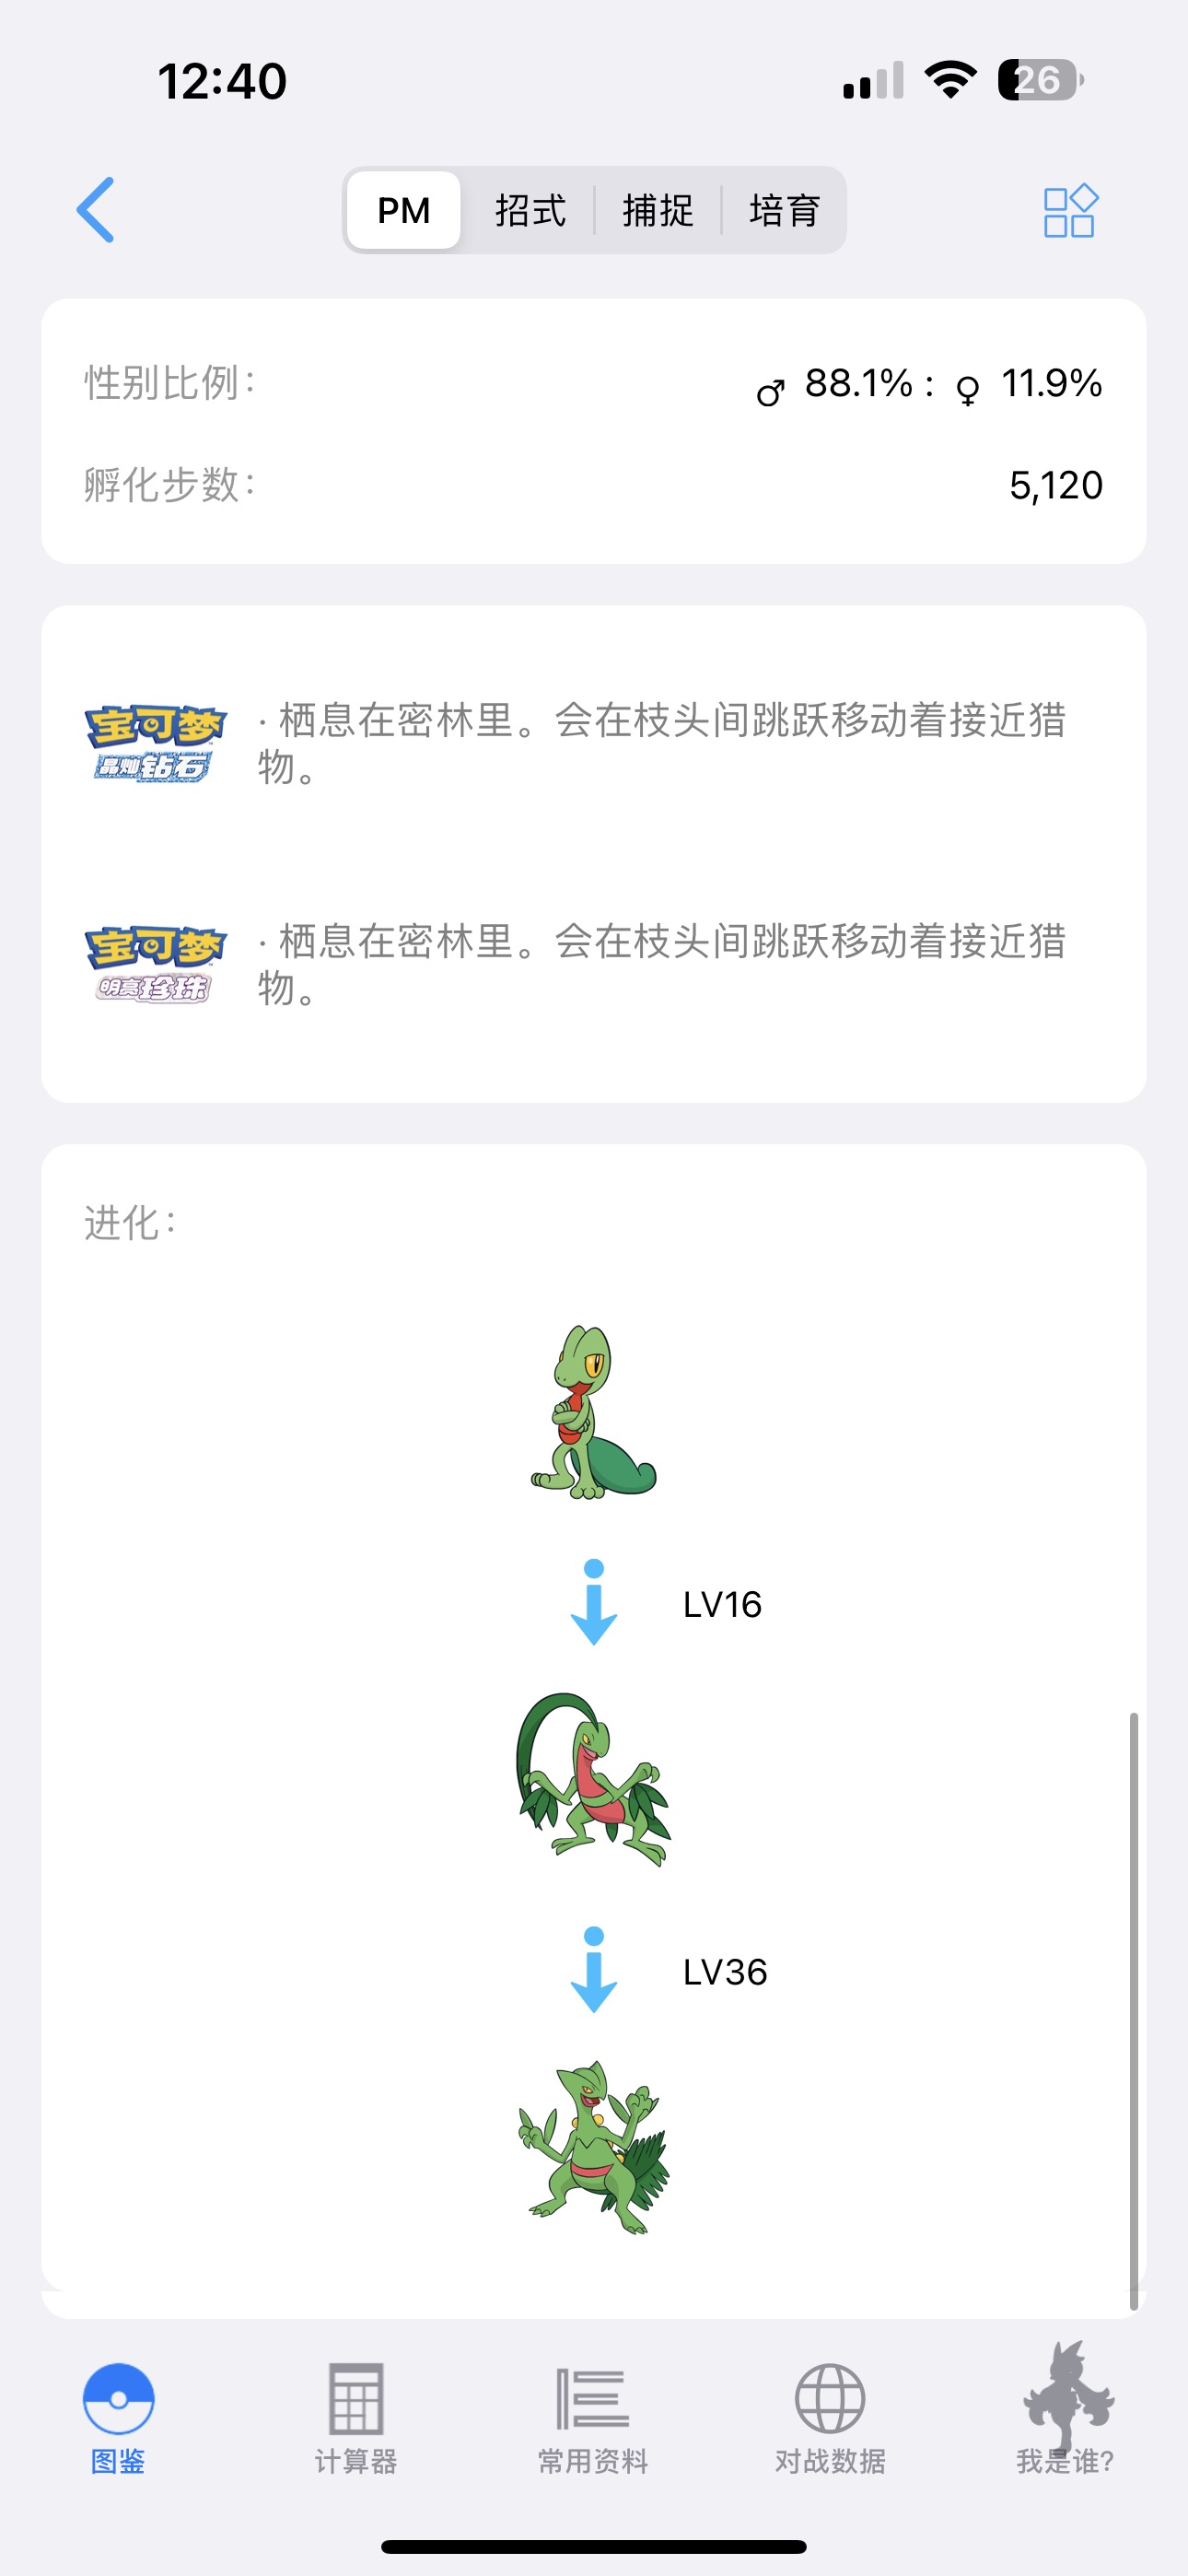 12:40
26
PM 招式 捕捉 培育
性别比例：
♂ 88.1% : ♀ 11.9%
孵化步数：
5,120
宝可梦
晶灿钻石
· 栖息在密林里。会在枝头间跳跃移动着接近猎
物。
宝可梦
明亮珍珠
· 栖息在密林里。会在枝头间跳跃移动着接近猎
物。
进化：
LV16
LV36
图鉴 计算器 常用资料 对战数据 我是谁?